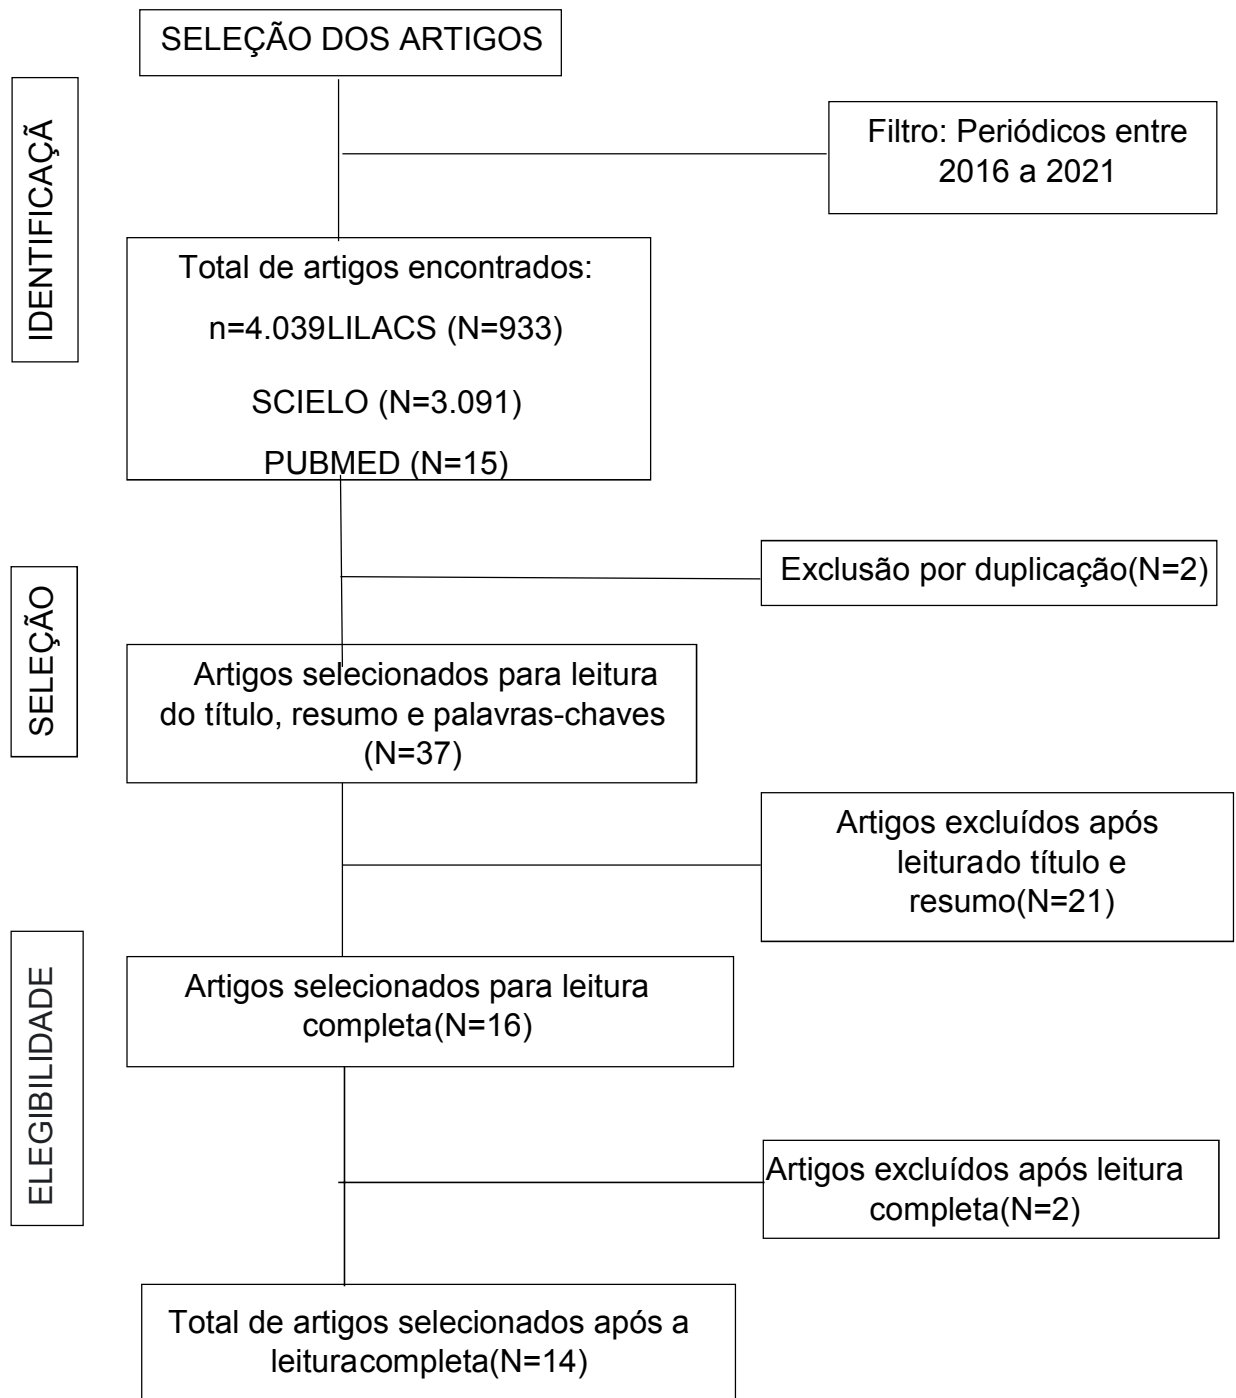 SELEÇÃO DOS ARTIGOS
IDENTIFICAÇÃ
Filtro: Periódicos entre
2016 a 2021
Total de artigos encontrados:
n=4.039LILACS (N=933)
SCIELO (N=3.091)
PUBMED (N=15)
SELEÇÃO
Exclusão por duplicação(N=2)
Artigos selecionados para leitura
do título, resumo e palavras-chaves
(N=37)
Artigos excluídos após
leiturado título e
resumo(N=21)
ELEGIBILIDADE
Artigos selecionados para leitura
completa(N=16)
Artigos excluídos após leitura
completa(N=2)
Total de artigos selecionados após a
leituracompleta(N=14)